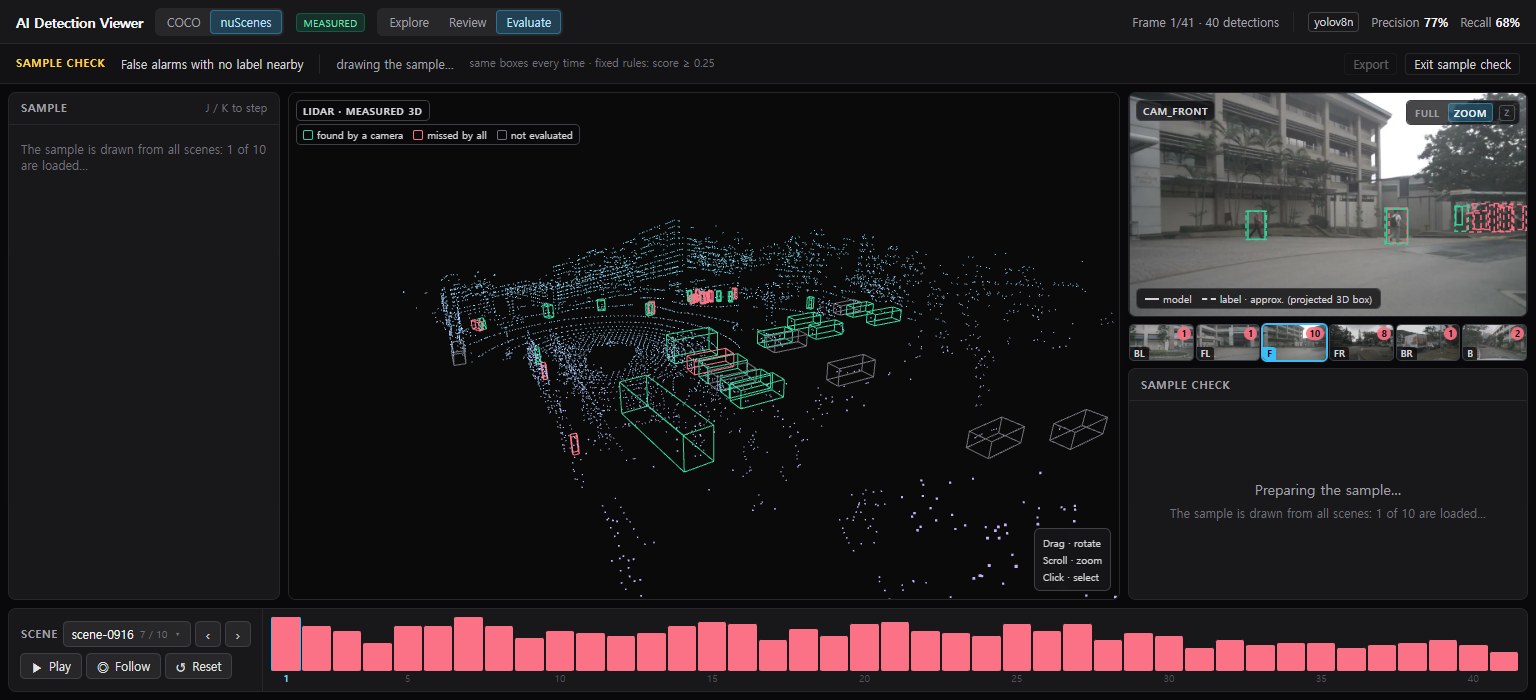 AI Detection Viewer COCO nuScenes MEASURED Explore Review Evaluate Frame 1/41 · 40 detections yolov8n Precision 77% Recall 68%
SAMPLE CHECK False alarms with no label nearby drawing the sample... same boxes every time · fixed rules: score ≥ 0.25 Export Exit sample check
SAMPLE J / K to step
The sample is drawn from all scenes: 1 of 10
are loaded...
LIDAR · MEASURED 3D
found by a camera missed by all not evaluated
Drag · rotate
Scroll · zoom
Click · select
CAM_FRONT FULL ZOOM Z
model label · approx. (projected 3D box)
BL 1 FL 1 F 10 FR 8 BR 1 B 2
SAMPLE CHECK
Preparing the sample...
The sample is drawn from all scenes: 1 of 10 are loaded...
SCENE scene-0916 7 / 10 ‹ ›
Play Follow Reset
1 5 10 15 20 25 30 35 40